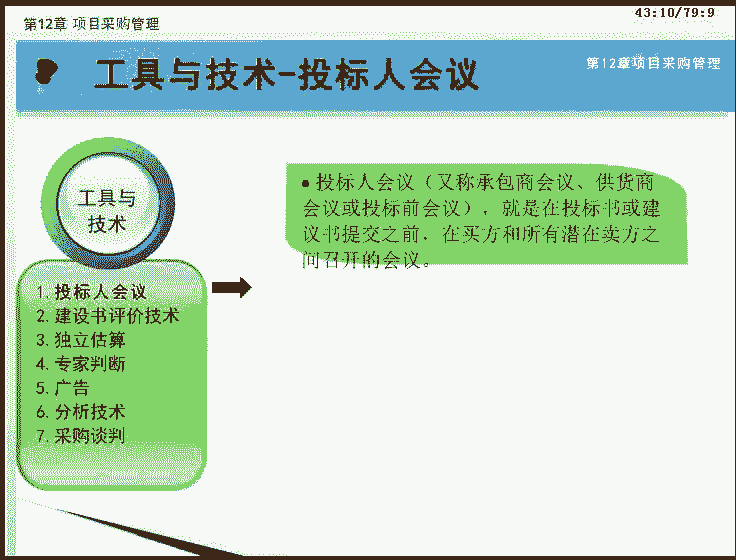 第12章 项目采购管理
43:10/79:9
工具与技术-投标人会议
第12章项目采购管理
工具与
技术
1. 投标人会议
2. 建设书评价技术
3. 独立估算
4. 专家判断
5. 广告
6. 分析技术
7. 采购谈判
● 投标人会议（又称承包商会议、供货商
会议或投标前会议），就是在投标书或建
议书提交之前，在买方和所有潜在卖方之
间召开的会议。